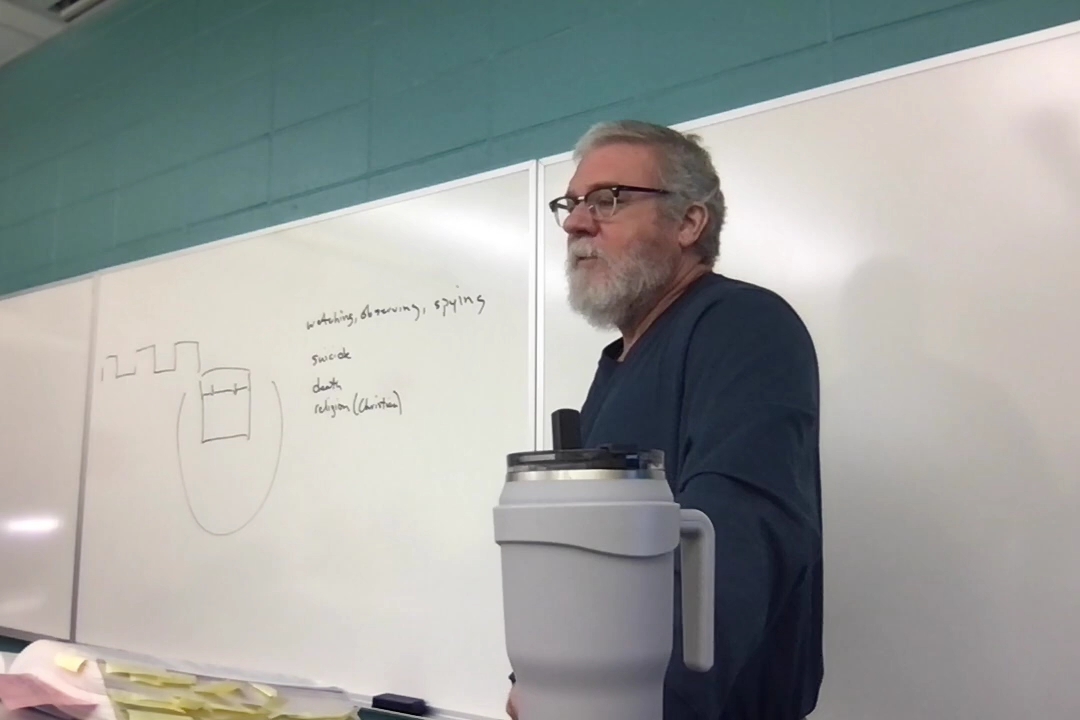 watching, observing, spying
suicide
death
religion (Christian)